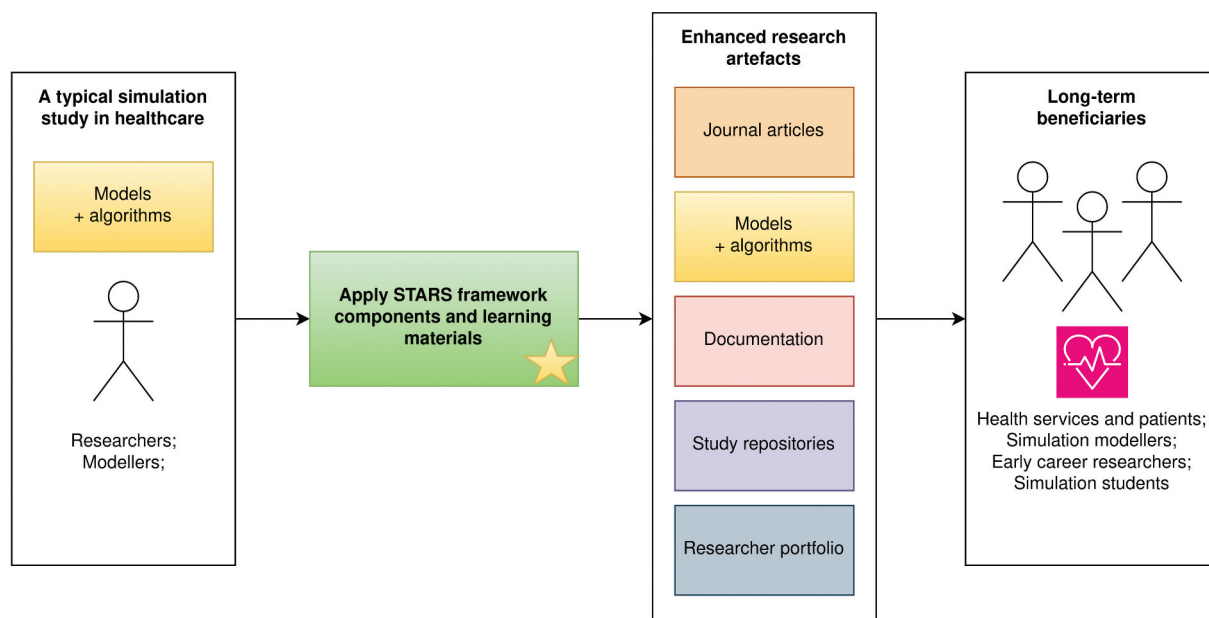 A typical simulation
study in healthcare
Models
+ algorithms
Researchers;
Modellers;
Apply STARS framework
components and learning
materials
Enhanced research
artefacts
Journal articles
Models
+ algorithms
Documentation
Study repositories
Researcher portfolio
Long-term
beneficiaries
Health services and patients;
Simulation modellers;
Early career researchers;
Simulation students